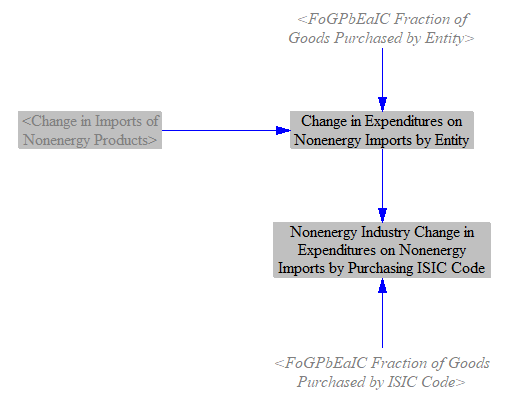 <FoGPbEaIC Fraction of
Goods Purchased by Entity>
<Change in Imports of
Nonenergy Products>
Change in Expenditures on
Nonenergy Imports by Entity
Nonenergy Industry Change in
Expenditures on Nonenergy
Imports by Purchasing ISIC Code
<FoGPbEaIC Fraction of Goods
Purchased by ISIC Code>